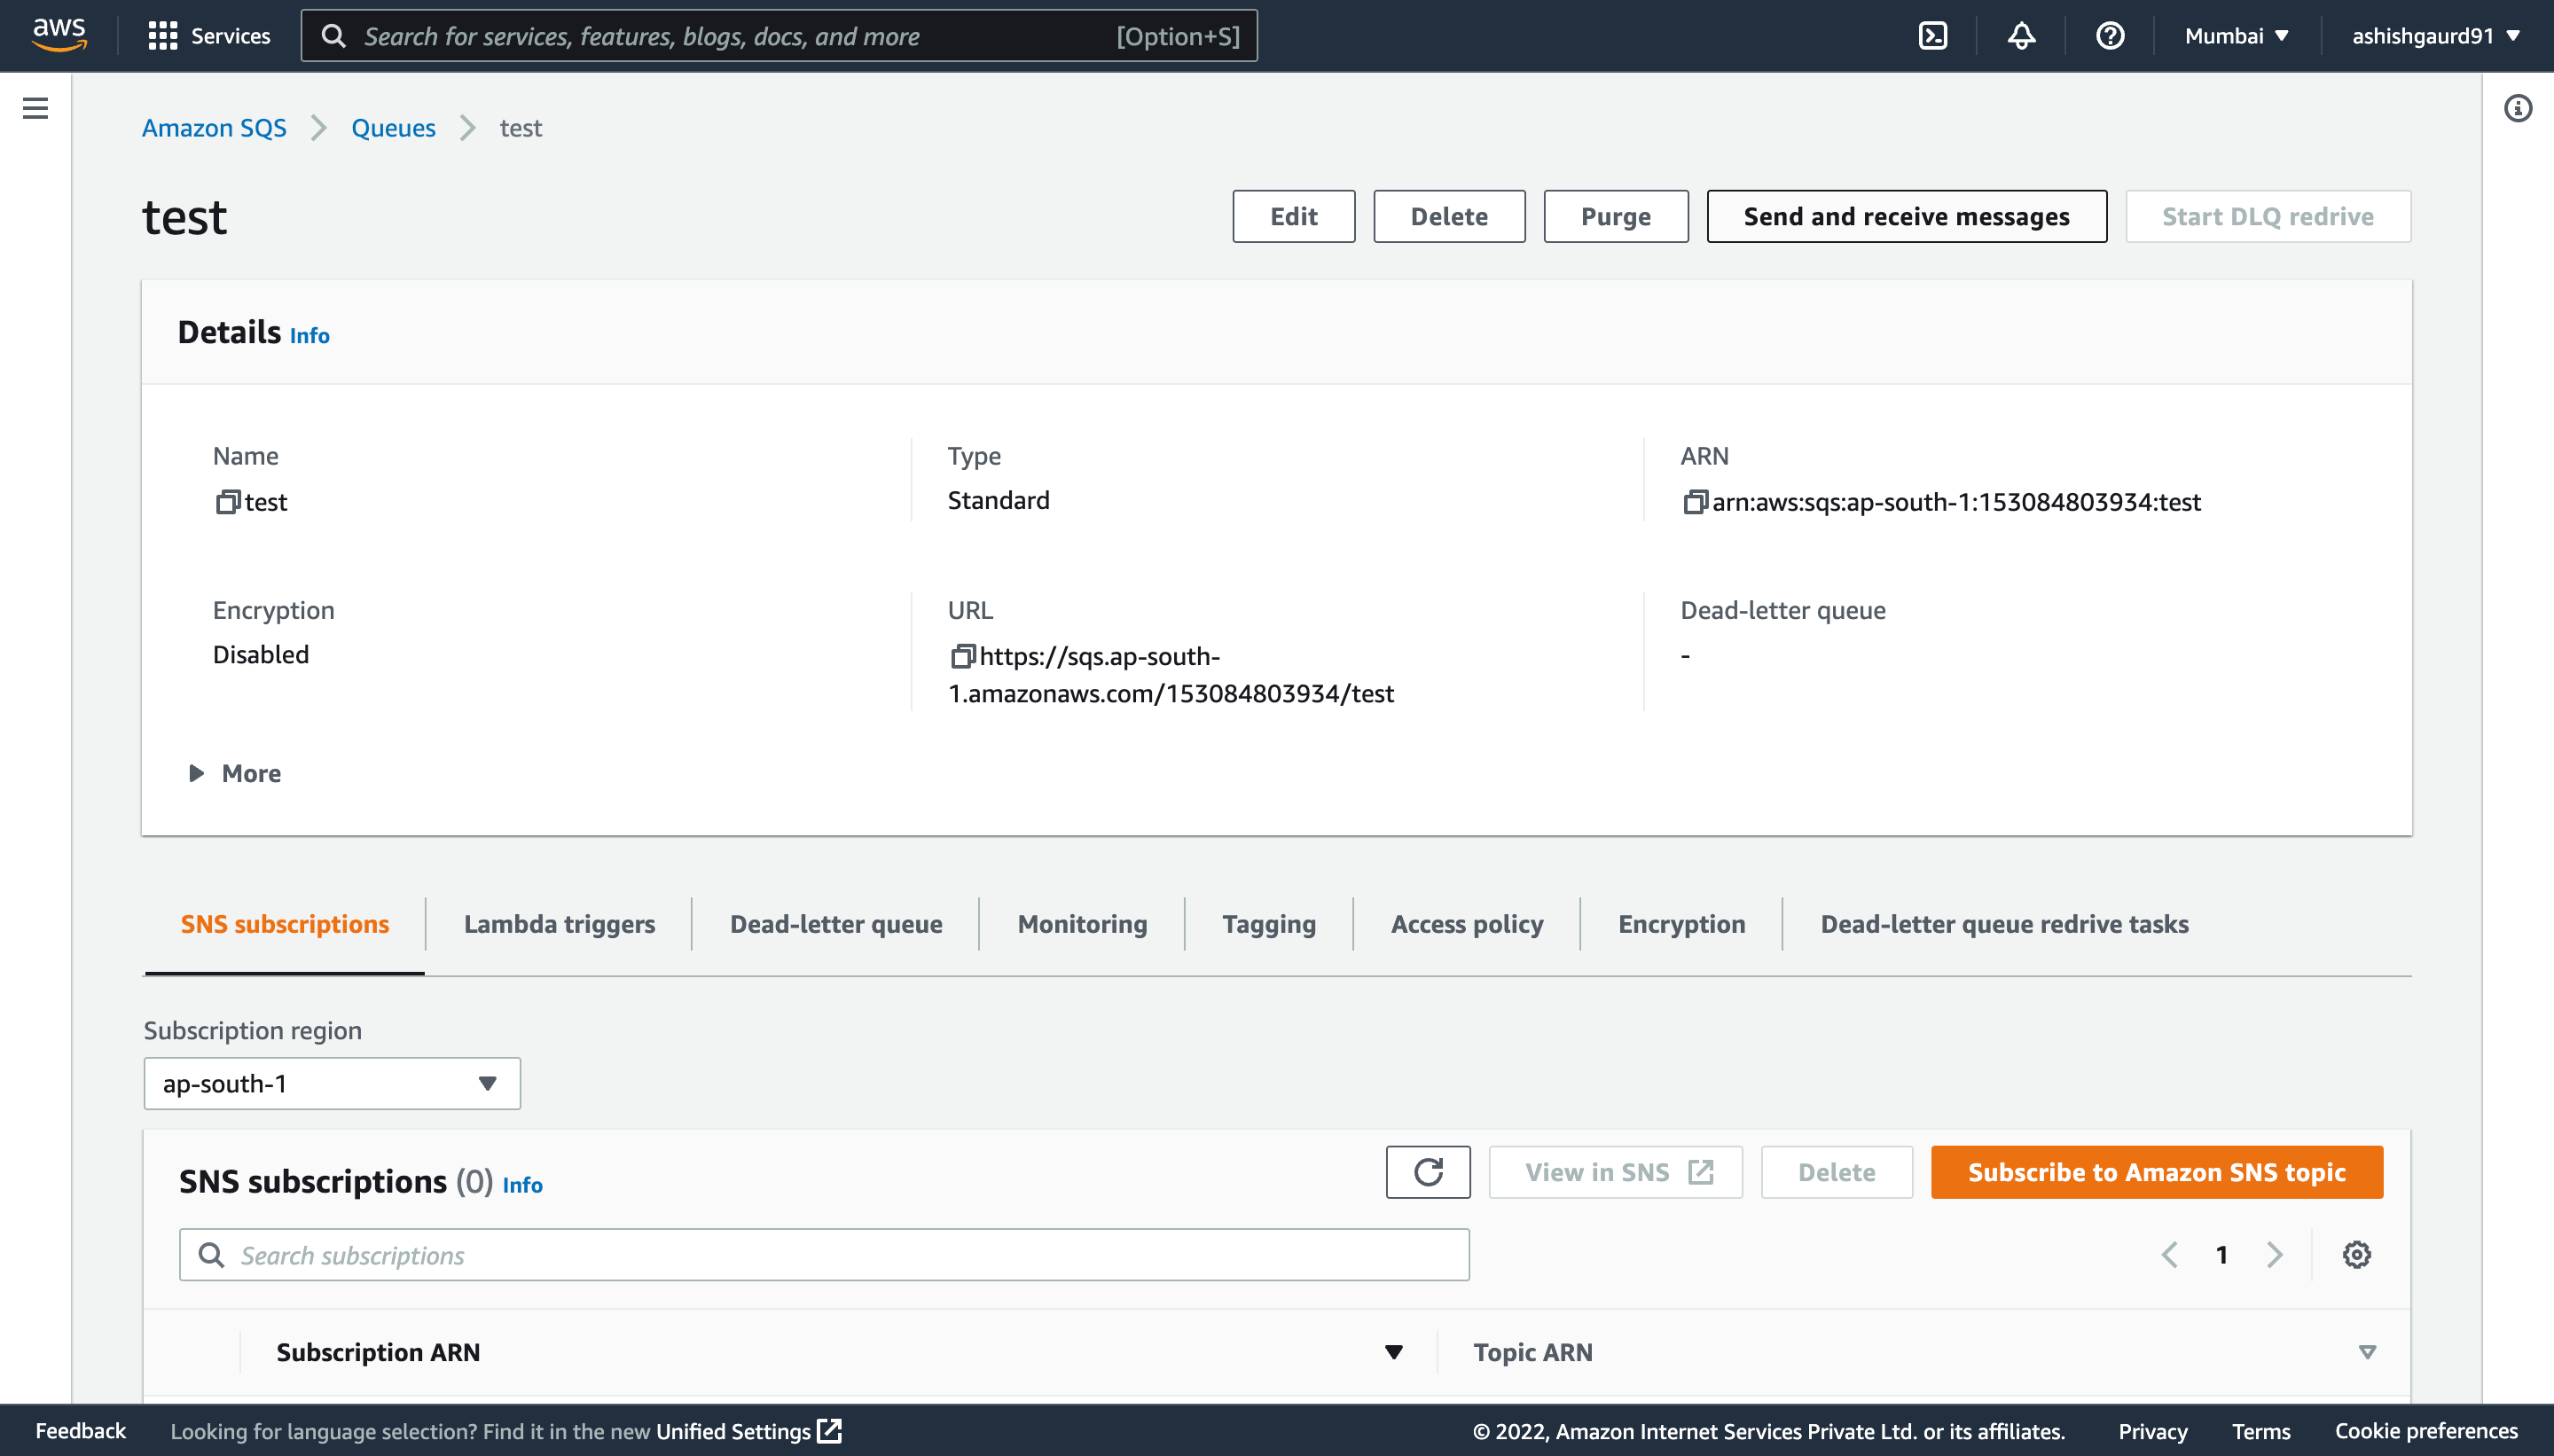 aws Services Search for services, features, blogs, docs, and more [Option+S] Mumbai ashishgaurd91
Amazon SQS Queues test
test Edit Delete Purge Send and receive messages Start DLQ redrive
Details Info
Name Type ARN
test Standard arn:aws:sqs:ap-south-1:153084803934:test
Encryption URL Dead-letter queue
Disabled https://sqs.ap-south- -
1.amazonaws.com/153084803934/test
More
SNS subscriptions Lambda triggers Dead-letter queue Monitoring Tagging Access policy Encryption Dead-letter queue redrive tasks
Subscription region
ap-south-1
SNS subscriptions (0) Info View in SNS Delete Subscribe to Amazon SNS topic
Search subscriptions 1
Subscription ARN Topic ARN
Feedback Looking for language selection? Find it in the new Unified Settings © 2022, Amazon Internet Services Private Ltd. or its affiliates. Privacy Terms Cookie preferences